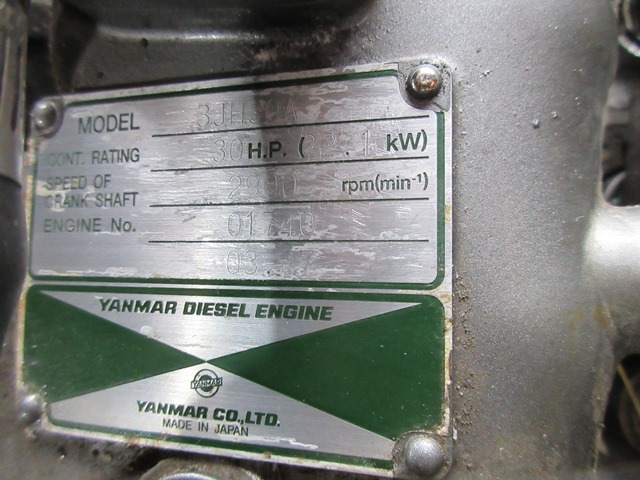 MODEL
CONT. RATING 30 H.P. ( kW)
SPEED OF
CRANK SHAFT rpm(min-1)
ENGINE No.
YANMAR DIESEL ENGINE
YANMAR
YANMAR CO.,LTD.
MADE IN JAPAN